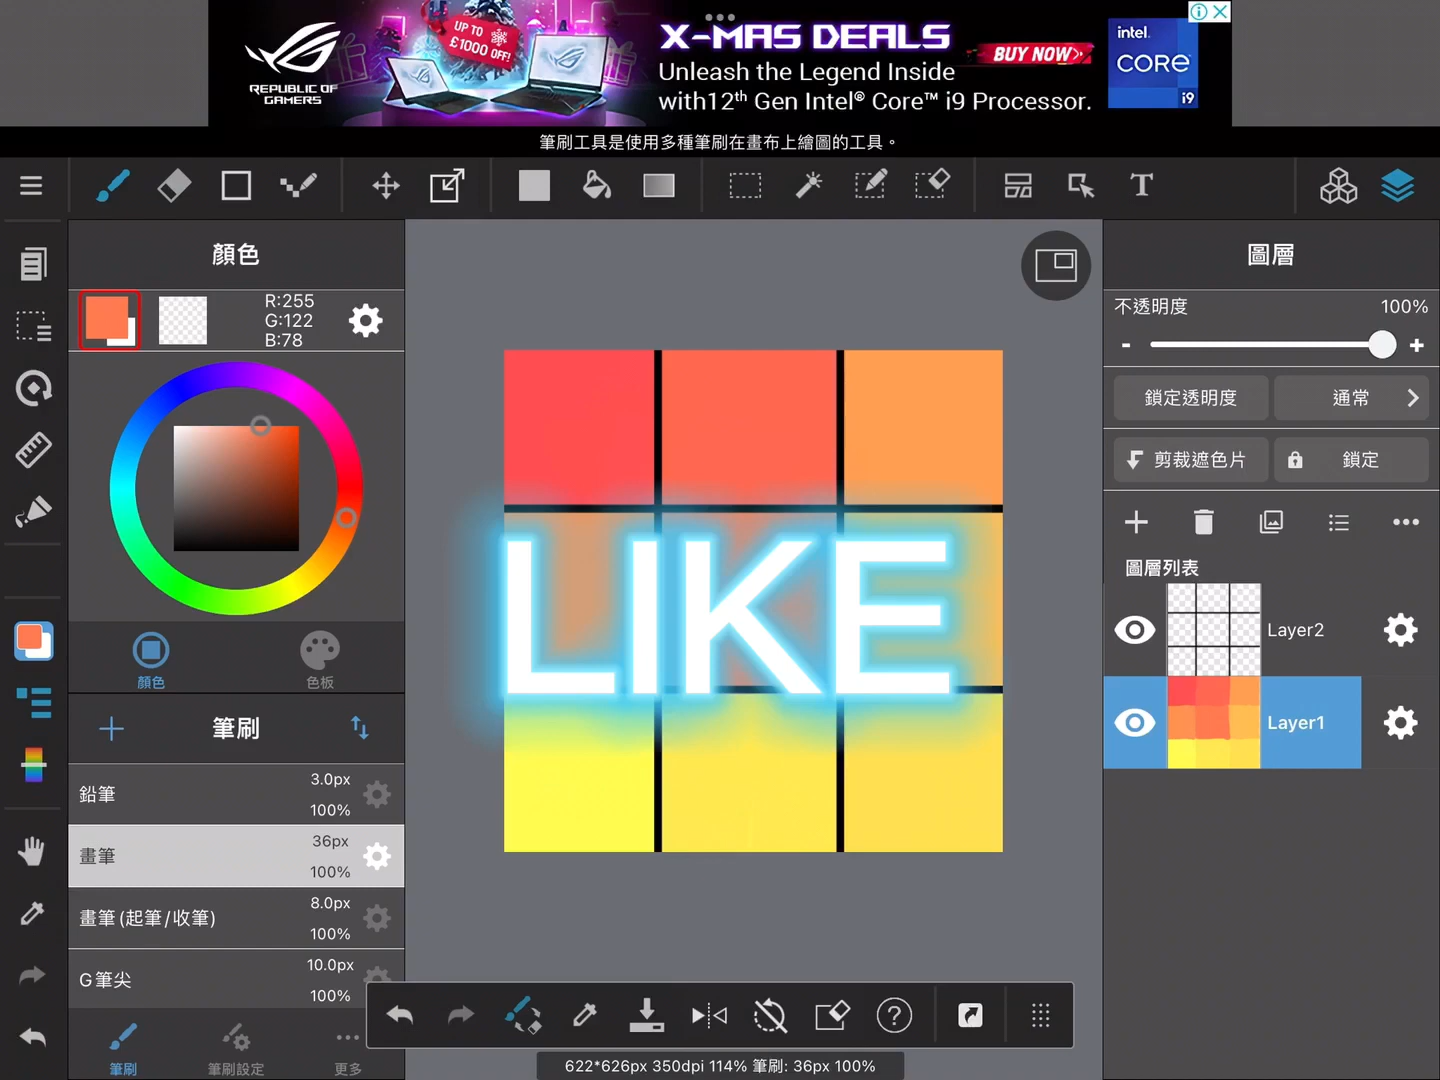 UP TO
£1000 OFF!
REPUBLIC OF
GAMERS
X-MAS DEALS
Unleash the Legend Inside
with12th Gen Intel® Core™ i9 Processor.
BUY NOW
intel.
CORE
i9
筆刷工具是使用多種筆刷在畫布上繪圖的工具。
T
顏色
R:255
G:122
B:78
顏色
色板
筆刷
鉛筆
3.0px
100%
畫筆
36px
100%
畫筆(起筆/收筆)
8.0px
100%
G筆尖
10.0px
100%
筆刷
筆刷設定
更多
LIKE
622*626px 350dpi 114% 筆刷: 36px 100%
圖層
不透明度
100%
- +
鎖定透明度
通常
剪裁遮色片
鎖定
圖層列表
Layer2
Layer1